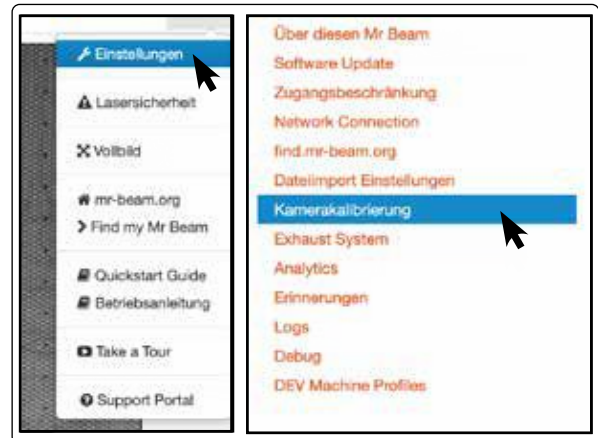 Einstellungen
Lasersicherheit
Vollbild
mr-beam.org
Find my Mr Beam
Quickstart Guide
Betriebsanleitung
Take a Tour
Support Portal
Über diesen Mr Beam
Software Update
Zugangsbeschränkung
Network Connection
find.mr-beam.org
Dateiimport Einstellungen
Kamerakalibrierung
Exhaust System
Analytics
Erinnerungen
Logs
Debug
DEV Machine Profiles